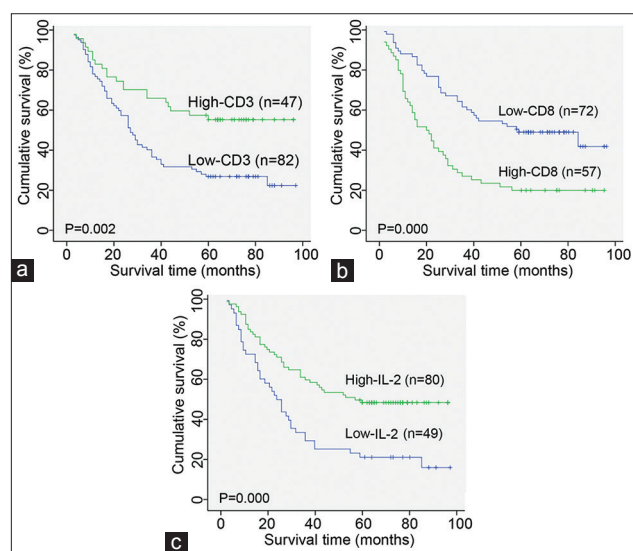 Cumulative survival (%)
100
80
60
40
20
0
High-CD3 (n=47)
Low-CD3 (n=82)
P=0.002
0 20 40 60 80 100
Survival time (months)
a
Cumulative survival (%)
100
80
60
40
20
0
Low-CD8 (n=72)
High-CD8 (n=57)
P=0.000
0 20 40 60 80 100
Survival time (months)
b
Cumulative survival (%)
100
80
60
40
20
0
High-IL-2 (n=80)
Low-IL-2 (n=49)
P=0.000
0 20 40 60 80 100
Survival time (months)
c